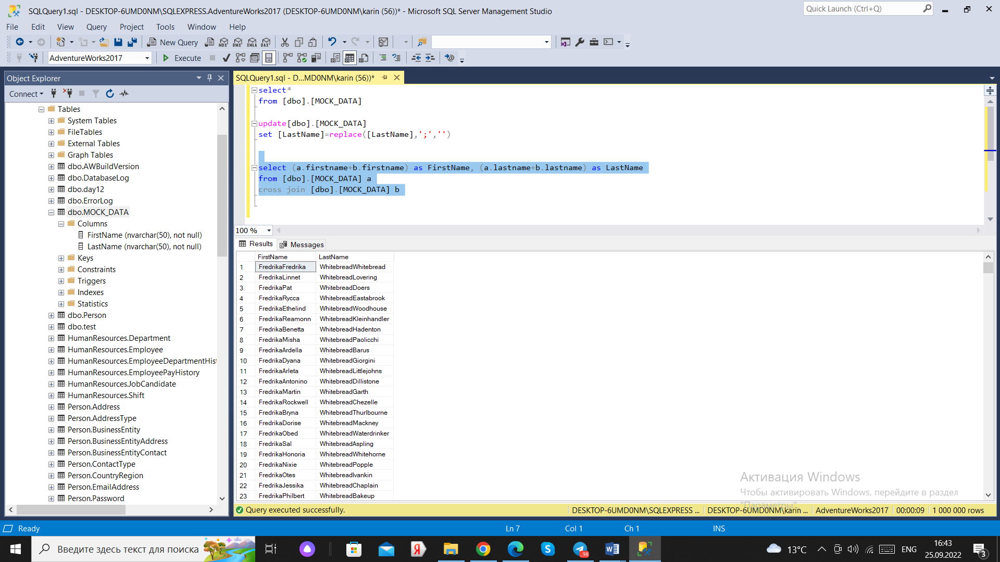 SQLQuery1.sql - DESKTOP-6UMD0NM\SQLEXPRESS.AdventureWorks2017 (DESKTOP-6UMD0NM\karin (56))* - Microsoft SQL Server Management Studio
Quick Launch (Ctrl+Q)
File Edit View Query Project Tools Window Help
New Query MDX DMX XMLA DAX
AdventureWorks2017 Execute
Object Explorer
Connect
Tables
System Tables
FileTables
External Tables
Graph Tables
dbo.AWBuildVersion
dbo.DatabaseLog
dbo.day12
dbo.ErrorLog
dbo.MOCK_DATA
Columns
FirstName (nvarchar(50), not null)
LastName (nvarchar(50), not null)
Keys
Constraints
Triggers
Indexes
Statistics
dbo.Person
dbo.test
HumanResources.Department
HumanResources.Employee
HumanResources.EmployeeDepartmentHist
HumanResources.EmployeePayHistory
HumanResources.JobCandidate
HumanResources.Shift
Person.Address
Person.AddressType
Person.BusinessEntity
Person.BusinessEntityAddress
Person.BusinessEntityContact
Person.ContactType
Person.CountryRegion
Person.EmailAddress
Person.Password
SQLQuery1.sql - D...MD0NM\karin (56))*
select*
from [dbo].[MOCK_DATA]
update[dbo].[MOCK_DATA]
set [LastName]=replace([LastName],';','')
select (a.firstname+b.firstname) as FirstName, (a.lastname+b.lastname) as LastName
from [dbo].[MOCK_DATA] a
cross join [dbo].[MOCK_DATA] b
100 %
Results Messages
FirstName LastName
1 FredrikaFredrika WhitebreadWhitebread
2 FredrikaLinnet WhitebreadLovering
3 FredrikaPat WhitebreadDoers
4 FredrikaRycca WhitebreadEastabrook
5 FredrikaEthelind WhitebreadWoodhouse
6 FredrikaReamonn WhitebreadKleinhandler
7 FredrikaBenetta WhitebreadHadenton
8 FredrikaMisha WhitebreadPaolicchi
9 FredrikaArdella WhitebreadBarus
10 FredrikaDyana WhitebreadGiorgini
11 FredrikaArleta WhitebreadLittlejohns
12 FredrikaAntonino WhitebreadDillistone
13 FredrikaMartin WhitebreadGarth
14 FredrikaRockwell WhitebreadChezelle
15 FredrikaBryna WhitebreadThurlbourne
16 FredrikaDorise WhitebreadMackney
17 FredrikaObed WhitebreadWaterdrinker
18 FredrikaSal WhitebreadAspling
19 FredrikaHonoria WhitebreadWhitehorne
20 FredrikaNixie WhitebreadPopple
21 FredrikaOtes WhitebreadIvankin
22 FredrikaJessika WhitebreadChaplain
23 FredrikaPhilbert WhitebreadBakeup
Активация Windows
Чтобы активировать Windows, перейдите в раздел
"Параметры".
Query executed successfully. DESKTOP-6UMD0NM\SQLEXPRESS ... DESKTOP-6UMD0NM\karin ... AdventureWorks2017 00:00:09 1 000 000 rows
Ready Ln 7 Col 1 Ch 1 INS
Введите здесь текст для поиска
Я
S
..98
W
13°C
ENG
16:43
25.09.2022
3